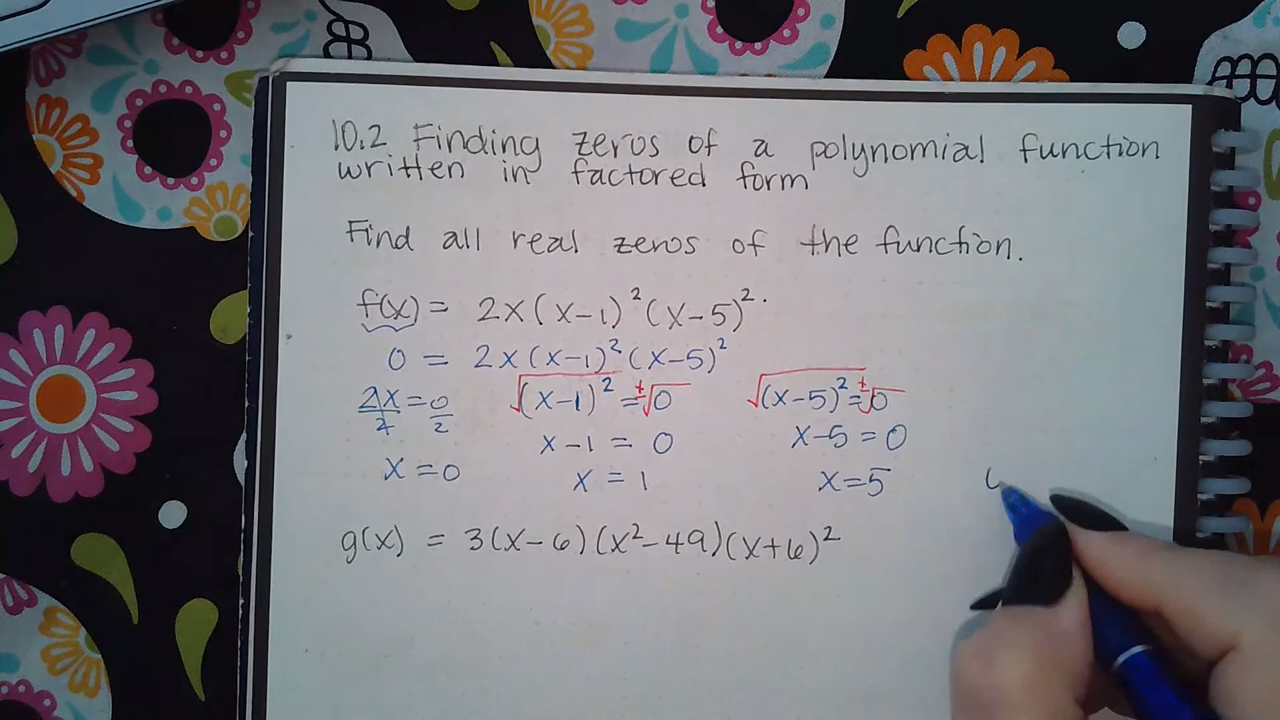 10.2 Finding zeros of a polynomial function
written in factored form
Find all real zeros of the function.
f(x) = 2x(x-1)²(x-5)².
0 = 2x(x-1)²(x-5)²
2x/2 = 0/2 √(x-1)² = ±√0 √(x-5)² = ±√0
x-1 = 0 x-5 = 0
x = 0 x = 1 x = 5
g(x) = 3(x-6)(x²-49)(x+6)²